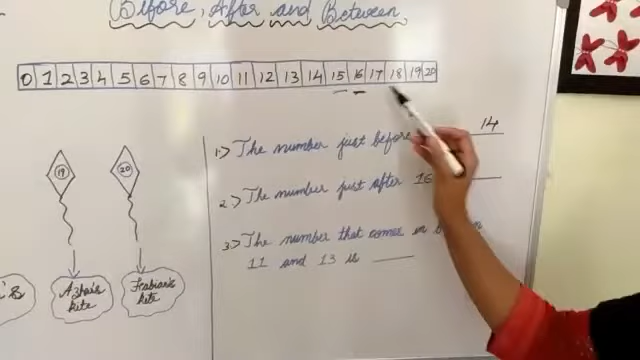 Before, After and Between
0 1 2 3 4 5 6 7 8 9 10 11 12 13 14 15 16 17 18 19 20
1.) The number just before 14
2.) The number just after 16
3.) The number that comes in
11 and 13 is
19
20
kite
kite